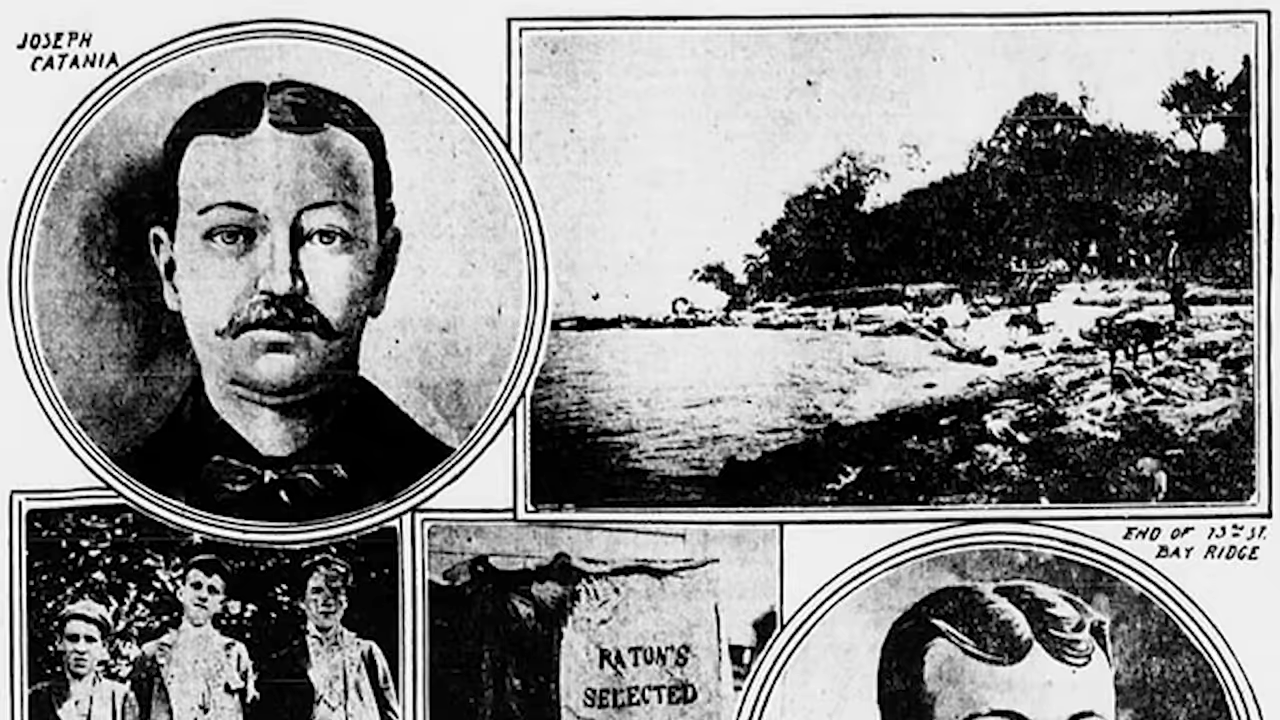 JOSEPH
CATANIA
END OF 73RD ST.
BAY RIDGE
RATON'S
SELECTED